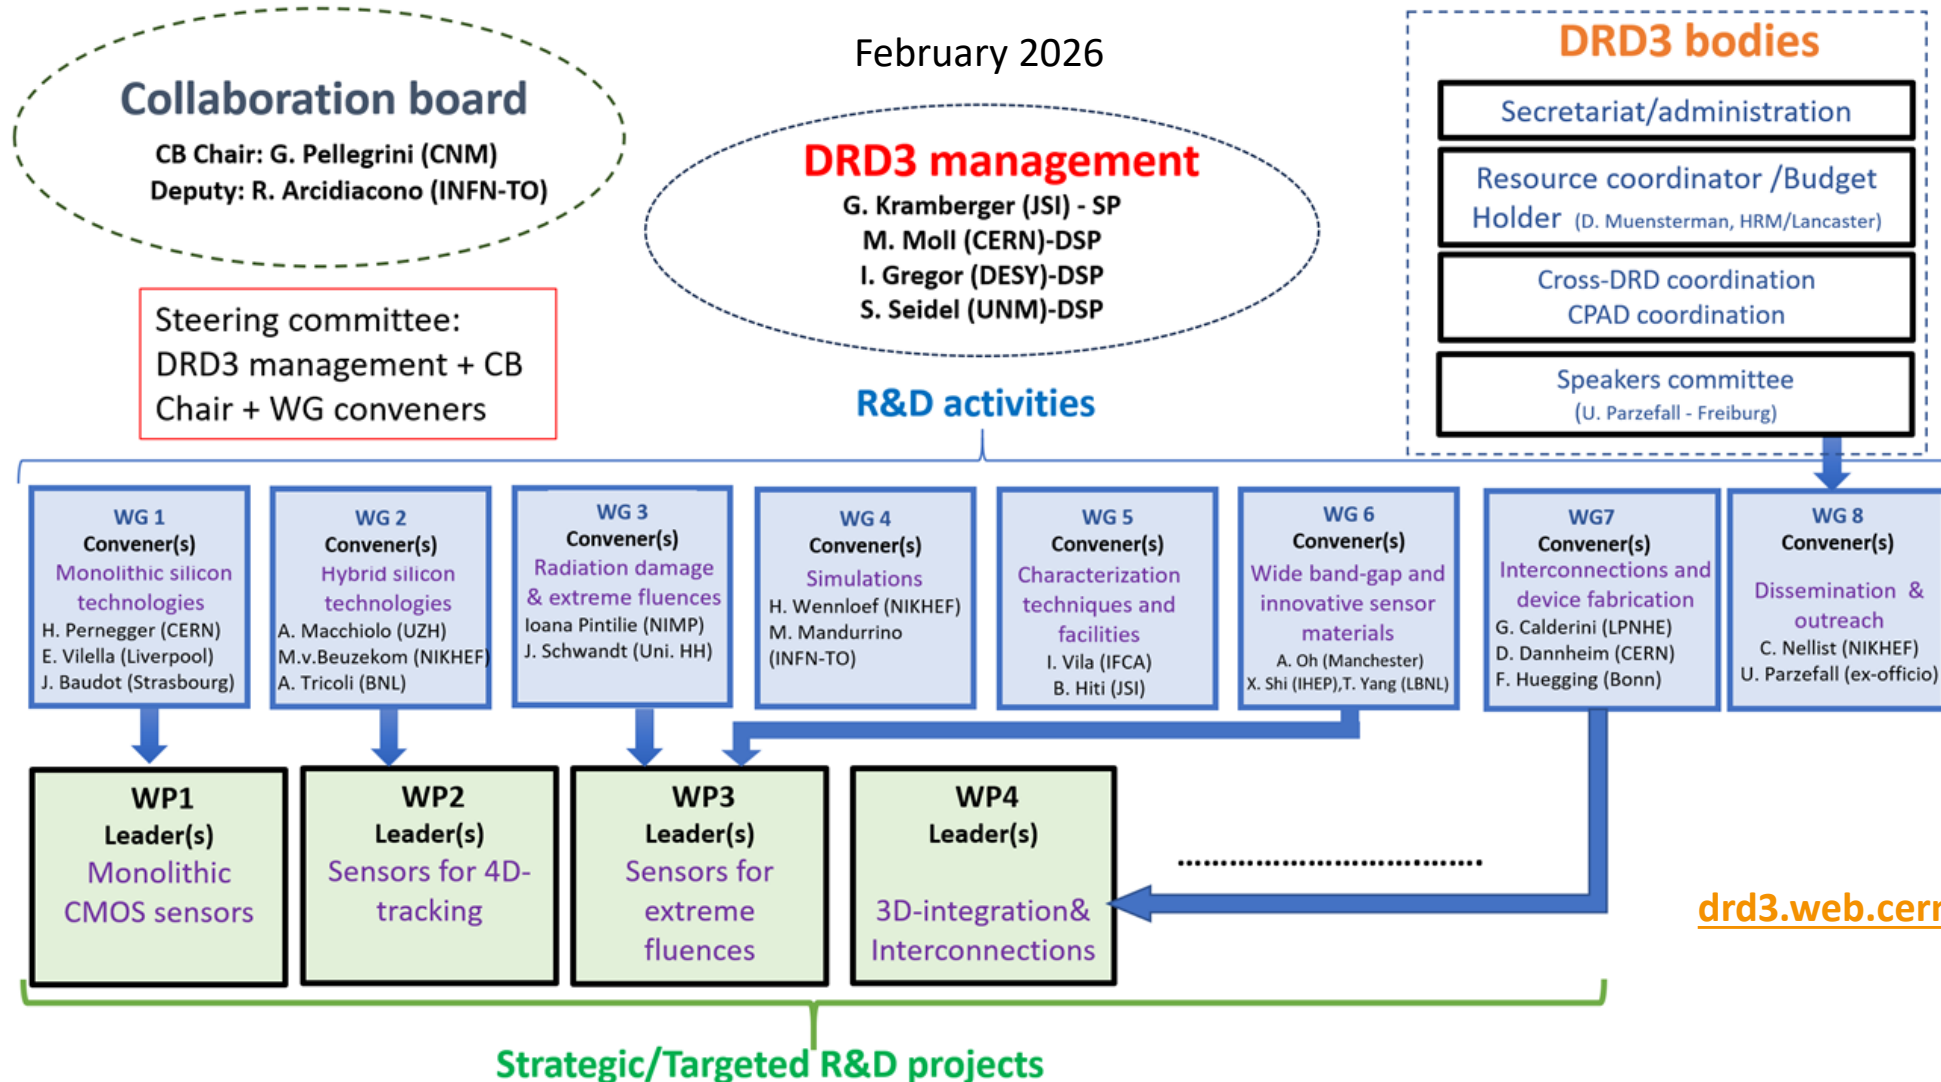 February 2026
Collaboration board
CB Chair: G. Pellegrini (CNM)
Deputy: R. Arcidiacono (INFN-TO)
DRD3 management
G. Kramberger (JSI) - SP
M. Moll (CERN)-DSP
I. Gregor (DESY)-DSP
S. Seidel (UNM)-DSP
DRD3 bodies
Secretariat/administration
Resource coordinator /Budget
Holder (D. Muensterman, HRM/Lancaster)
Cross-DRD coordination
CPAD coordination
Speakers committee
(U. Parzefall - Freiburg)
Steering committee:
DRD3 management + CB
Chair + WG conveners
R&D activities
WG 1
Convener(s)
Monolithic silicon
technologies
H. Pernegger (CERN)
E. Vilella (Liverpool)
J. Baudot (Strasbourg)
WG 2
Convener(s)
Hybrid silicon
technologies
A. Macchiolo (UZH)
M.v.Beuzekom (NIKHEF)
A. Tricoli (BNL)
WG 3
Convener(s)
Radiation damage
& extreme fluences
Ioana Pintilie (NIMP)
J. Schwandt (Uni. HH)
WG 4
Convener(s)
Simulations
H. Wennloef (NIKHEF)
M. Mandurrino
(INFN-TO)
WG 5
Convener(s)
Characterization
techniques and
facilities
I. Vila (IFCA)
B. Hiti (JSI)
WG 6
Convener(s)
Wide band-gap and
innovative sensor
materials
A. Oh (Manchester)
X. Shi (IHEP),T. Yang (LBNL)
WG7
Convener(s)
Interconnections and
device fabrication
G. Calderini (LPNHE)
D. Dannheim (CERN)
F. Huegging (Bonn)
WG 8
Convener(s)
Dissemination &
outreach
C. Nellist (NIKHEF)
U. Parzefall (ex-officio)
WP1
Leader(s)
Monolithic
CMOS sensors
WP2
Leader(s)
Sensors for 4D-
tracking
WP3
Leader(s)
Sensors for
extreme
fluences
WP4
Leader(s)
3D-integration&
Interconnections
drd3.web.cern
Strategic/Targeted R&D projects